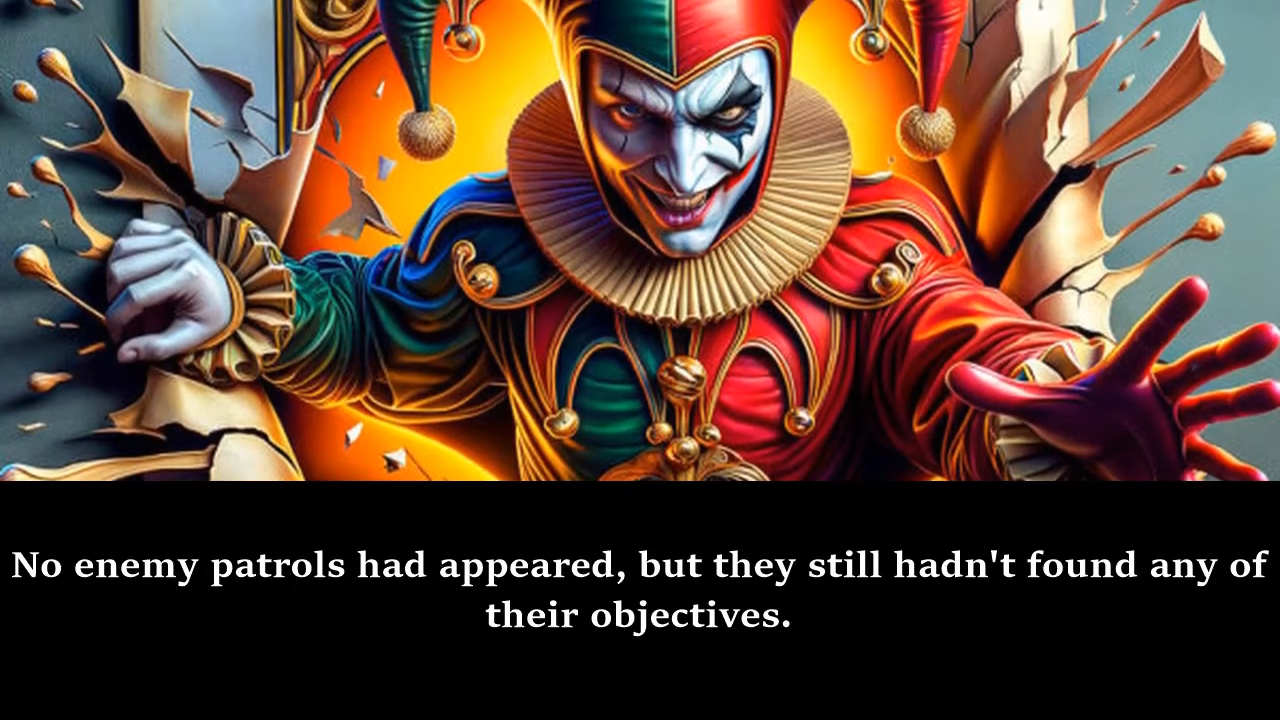 No enemy patrols had appeared, but they still hadn't found any of
their objectives.